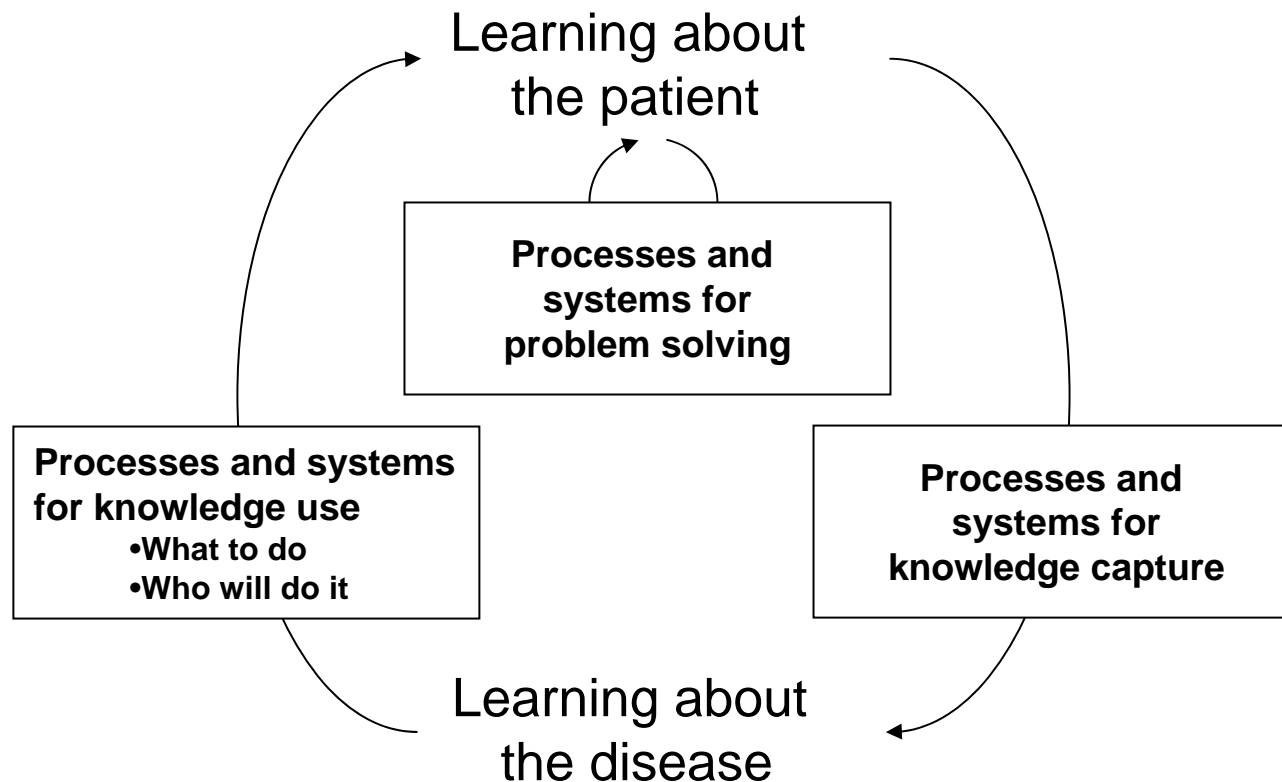 Learning about
the patient
Processes and
systems for
problem solving
Processes and systems
for knowledge use
•What to do
•Who will do it
Processes and
systems for
knowledge capture
Learning about
the disease